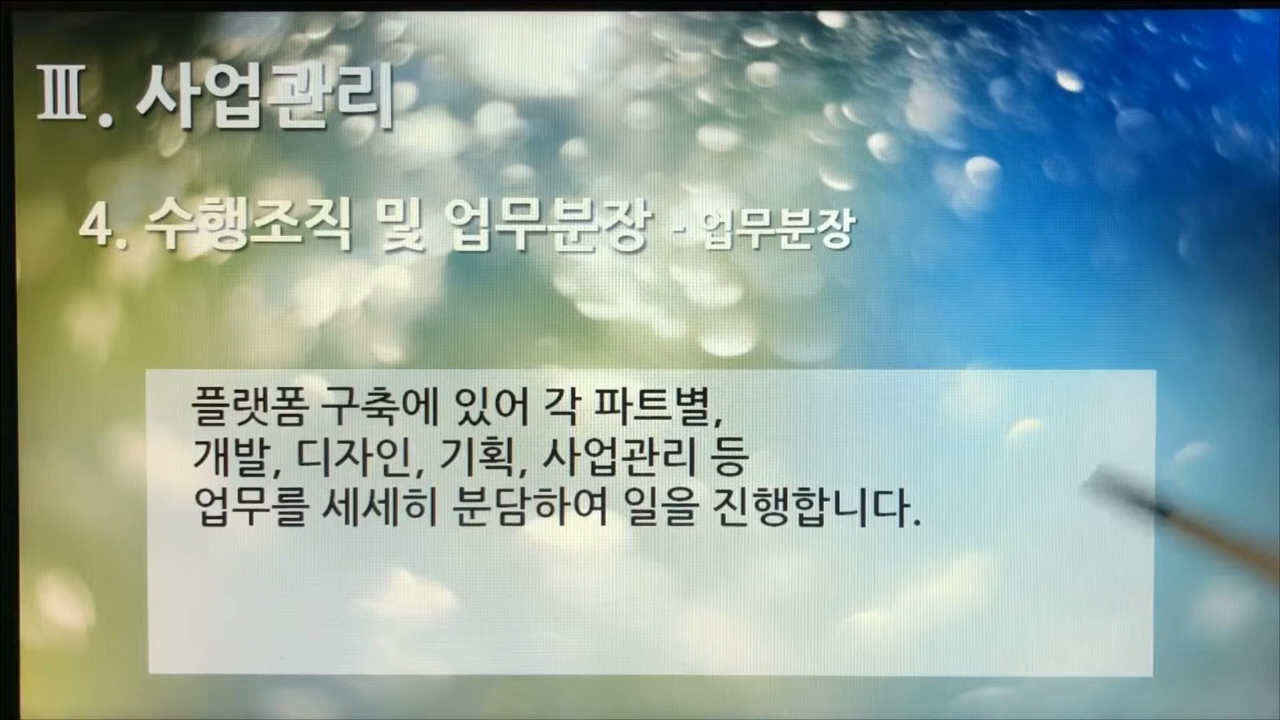 Ⅲ. 사업관리
4. 수행조직 및 업무분장 - 업무분장
플랫폼 구축에 있어 각 파트별,
개발, 디자인, 기획, 사업관리 등
업무를 세세히 분담하여 일을 진행합니다.